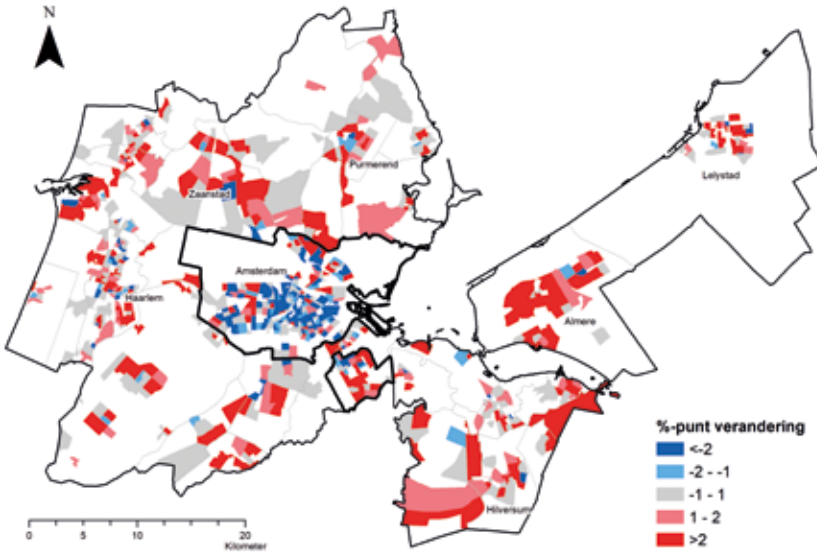 N
Purmerend
Zaanstad
Lelystad
Amsterdam
Haarlem
Almere
Hilversum
%-punt verandering
<-2
-2 - -1
-1 - 1
1 - 2
>2
0 5 10 20
Kilometer